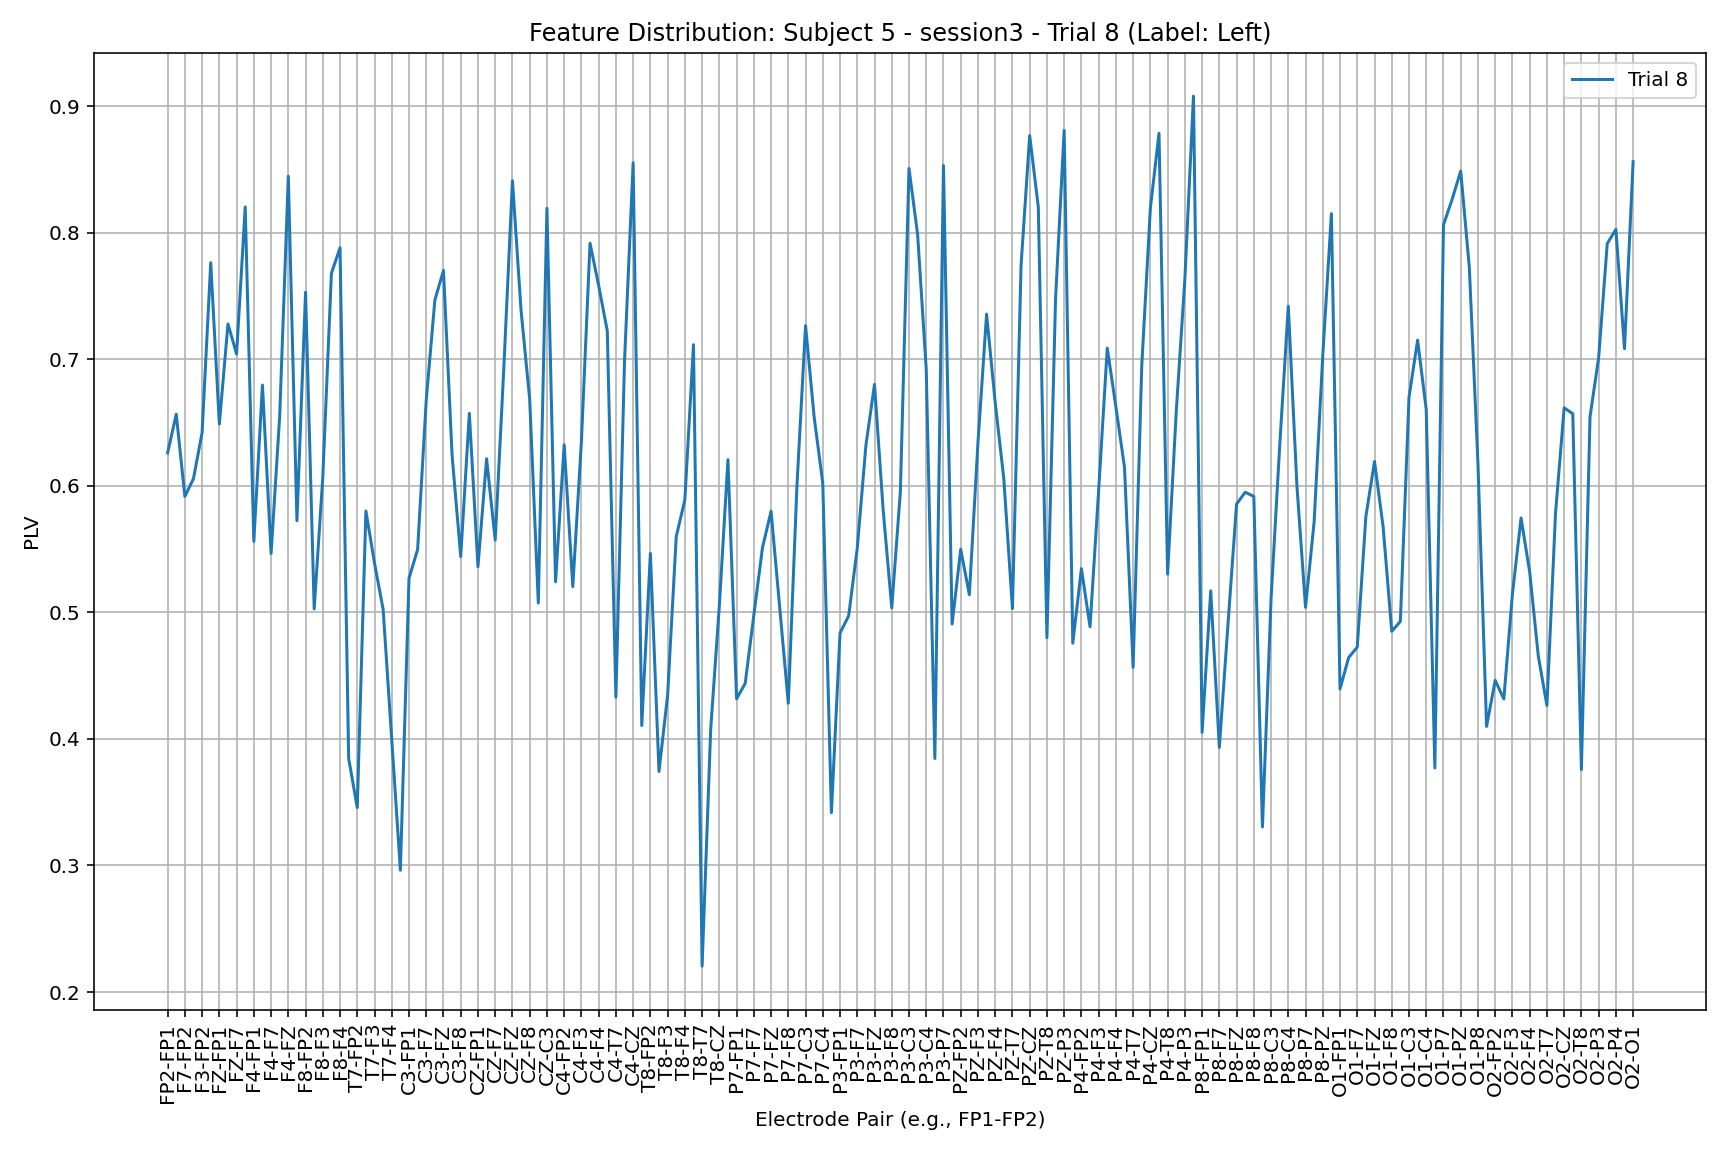 Feature Distribution: Subject 5 - session3 - Trial 8 (Label: Left)
Trial 8
0.9
0.8
0.7
0.6
0.5
0.4
0.3
0.2
PLV
FP2-FP1
F7-FP2
F3-FP2
FZ-FP1
FZ-F7
F4-FP1
F4-F7
F4-FZ
F8-FP2
F8-F3
F8-F4
T7-FP2
T7-F3
T7-F4
C3-FP1
C3-F7
C3-FZ
C3-F8
CZ-FP1
CZ-F7
CZ-FZ
CZ-F8
CZ-C3
C4-FP2
C4-F3
C4-F4
C4-T7
C4-CZ
T8-FP2
T8-F3
T8-F4
T8-T7
T8-CZ
P7-FP1
P7-F7
P7-FZ
P7-F8
P7-C3
P7-C4
P3-FP1
P3-F7
P3-FZ
P3-F8
P3-C3
P3-C4
P3-P7
PZ-FP2
PZ-F3
PZ-F4
PZ-T7
PZ-CZ
PZ-T8
PZ-P3
P4-FP2
P4-F3
P4-F4
P4-T7
P4-CZ
P4-T8
P4-P3
P8-FP1
P8-F7
P8-FZ
P8-F8
P8-C3
P8-C4
P8-P7
P8-PZ
O1-FP1
O1-F7
O1-FZ
O1-F8
O1-C3
O1-C4
O1-P7
O1-PZ
O1-P8
O2-FP2
O2-F3
O2-F4
O2-T7
O2-CZ
O2-T8
O2-P3
O2-P4
O2-O1
Electrode Pair (e.g., FP1-FP2)